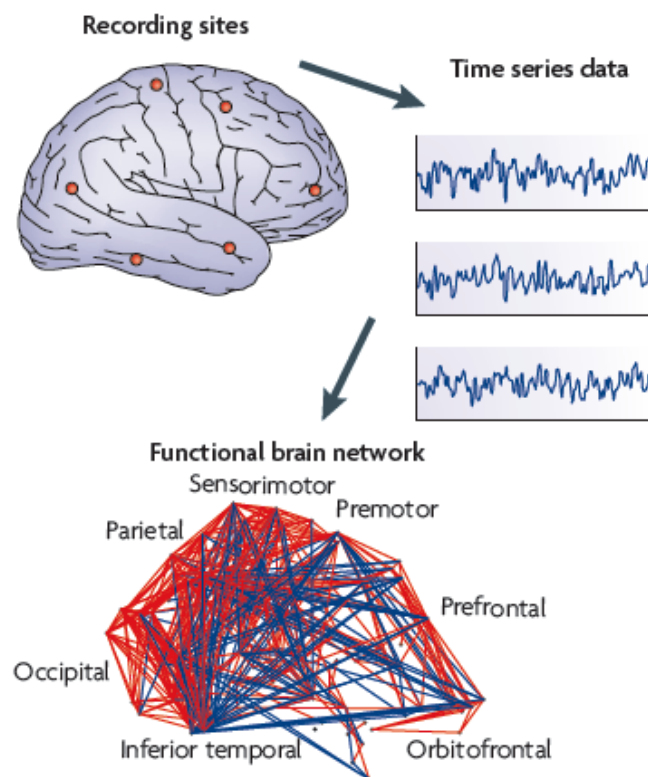 Recording sites
Time series data
Functional brain network
Sensorimotor
Premotor
Parietal
Prefrontal
Occipital
Inferior temporal
Orbitofrontal